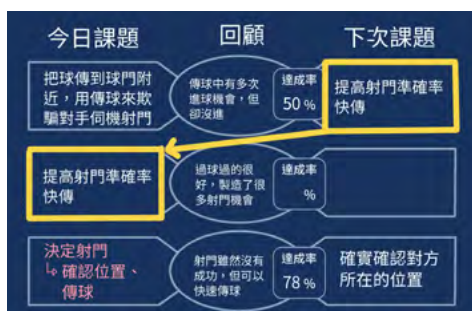 今日課題
回顧
下次課題
把球傳到球門附
近，用傳球來欺
騙對手伺機射門
傳球中有多次
進球機會，但
卻沒進
達成率
50 %
提高射門準確率
快傳
提高射門準確率
快傳
過球過的很
好，製造了很
多射門機會
達成率
%
決定射門
↳ 確認位置、
傳球
射門雖然沒有
成功，但可以
快速傳球
達成率
78 %
確實確認對方
所在的位置